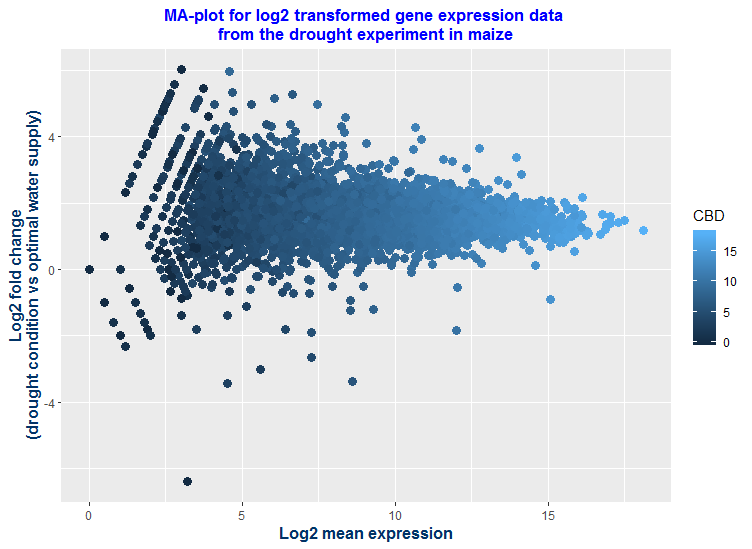 MA-plot for log2 transformed gene expression data
from the drought experiment in maize
Log2 fold change
(drought condition vs optimal water supply)
4
0
-4
0
5
10
15
Log2 mean expression
CBD
15
10
5
0